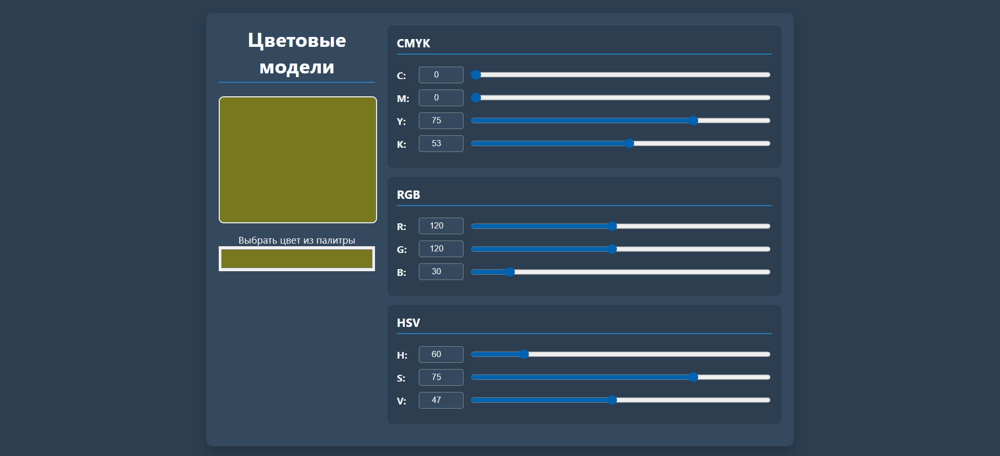 Цветовые
модели
Выбрать цвет из палитры
CMYK
C: 0
M: 0
Y: 75
K: 53
RGB
R: 120
G: 120
B: 30
HSV
H: 60
S: 75
V: 47